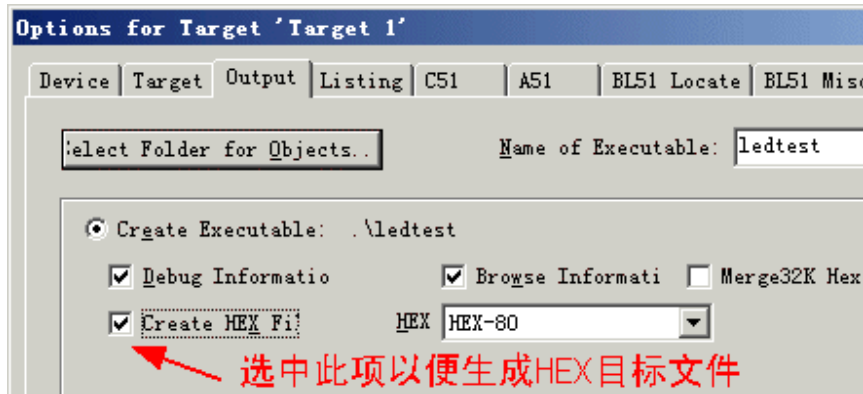 Options for Target 'Target 1'
Device Target Output Listing C51 A51 BL51 Locate BL51 Misc
elect Folder for Objects.. Name of Executable: ledtest
Create Executable: .\ledtest
Debug Informatio Browse Informati Merge32K Hex
Create HEX Fi HEX HEX-80
选中此项以便生成HEX目标文件